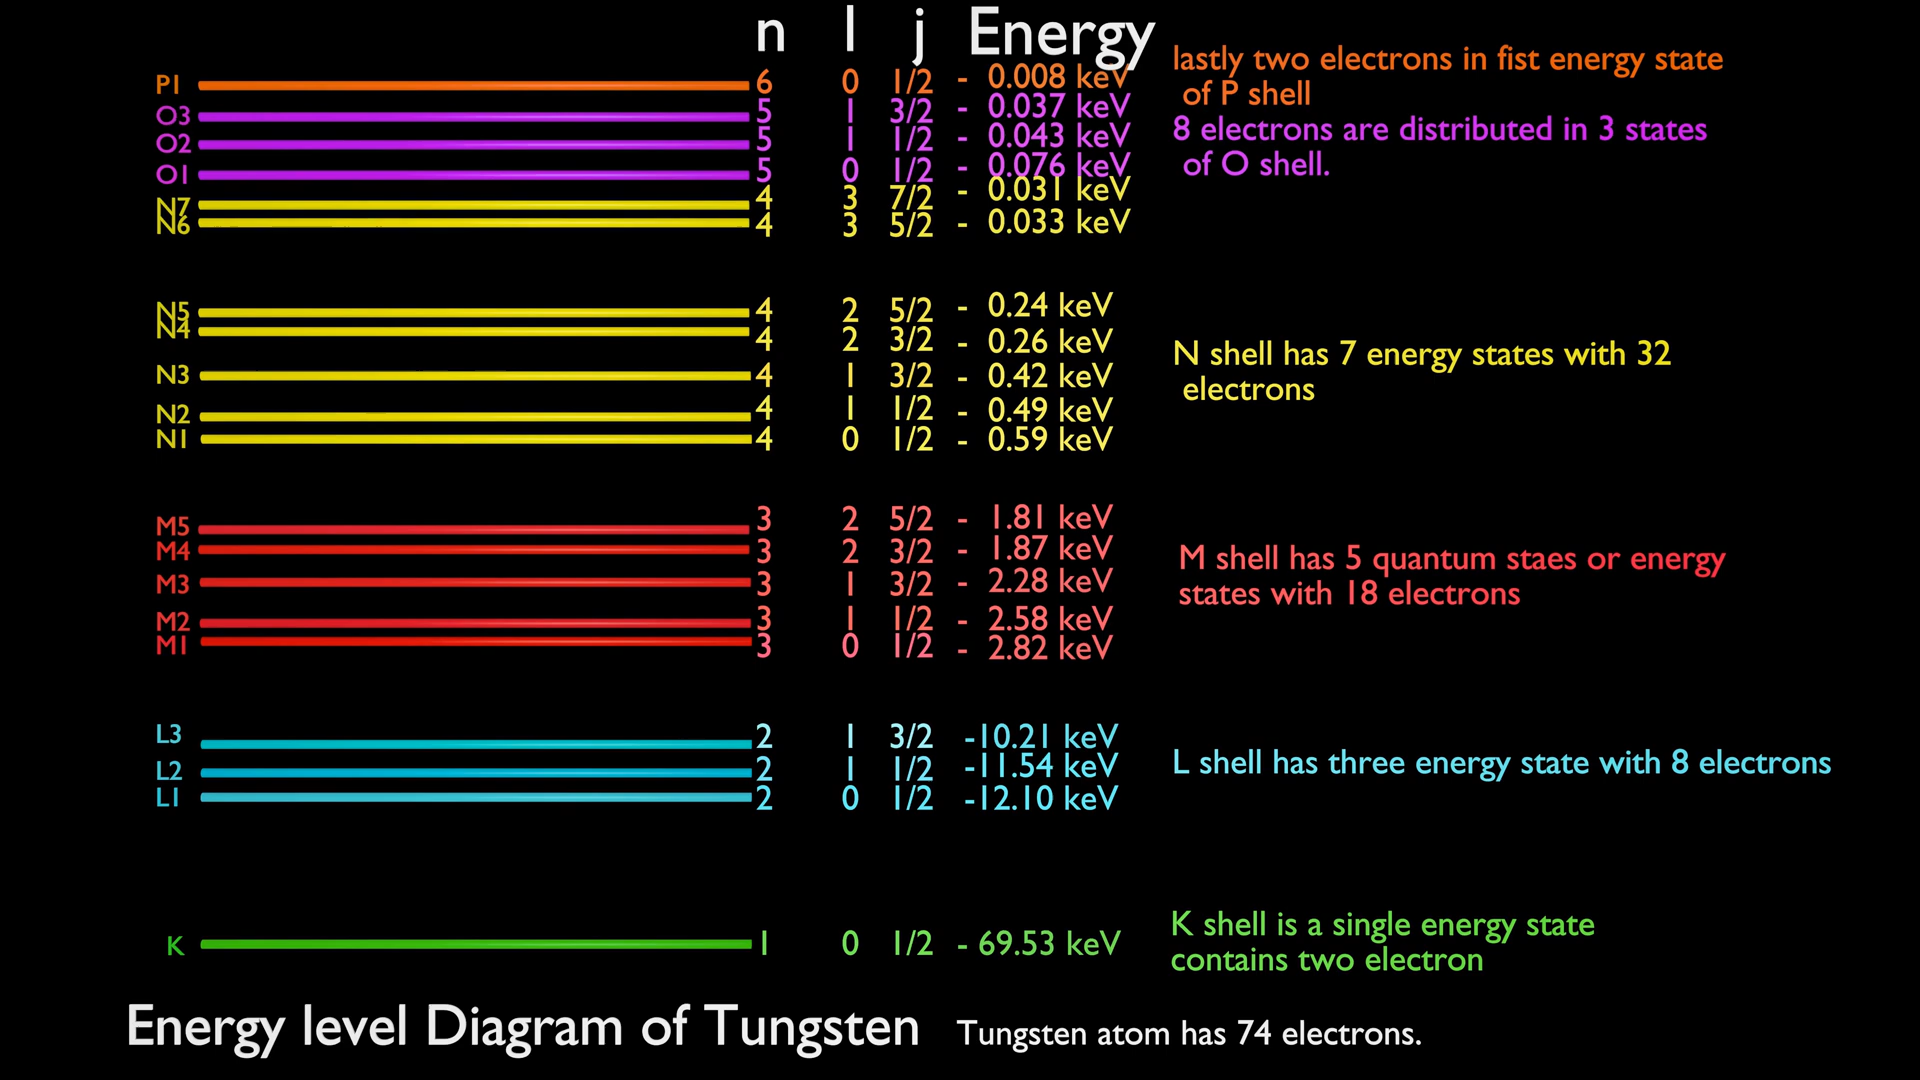 n l j Energy
P1 6 0 1/2 - 0.008 keV
lastly two electrons in fist energy state
of P shell
O3 5 1 3/2 - 0.037 keV
O2 5 1 1/2 - 0.043 keV
O1 5 0 1/2 - 0.076 keV
8 electrons are distributed in 3 states
of O shell.
N7 4 3 7/2 - 0.031 keV
N6 4 3 5/2 - 0.033 keV
N5 4 2 5/2 - 0.24 keV
N4 4 2 3/2 - 0.26 keV
N3 4 1 3/2 - 0.42 keV
N2 4 1 1/2 - 0.49 keV
N1 4 0 1/2 - 0.59 keV
N shell has 7 energy states with 32
electrons
M5 3 2 5/2 - 1.81 keV
M4 3 2 3/2 - 1.87 keV
M3 3 1 3/2 - 2.28 keV
M2 3 1 1/2 - 2.58 keV
M1 3 0 1/2 - 2.82 keV
M shell has 5 quantum staes or energy
states with 18 electrons
L3 2 1 3/2 -10.21 keV
L2 2 1 1/2 -11.54 keV
L1 2 0 1/2 -12.10 keV
L shell has three energy state with 8 electrons
K 1 0 1/2 - 69.53 keV
K shell is a single energy state
contains two electron
Energy level Diagram of Tungsten
Tungsten atom has 74 electrons.